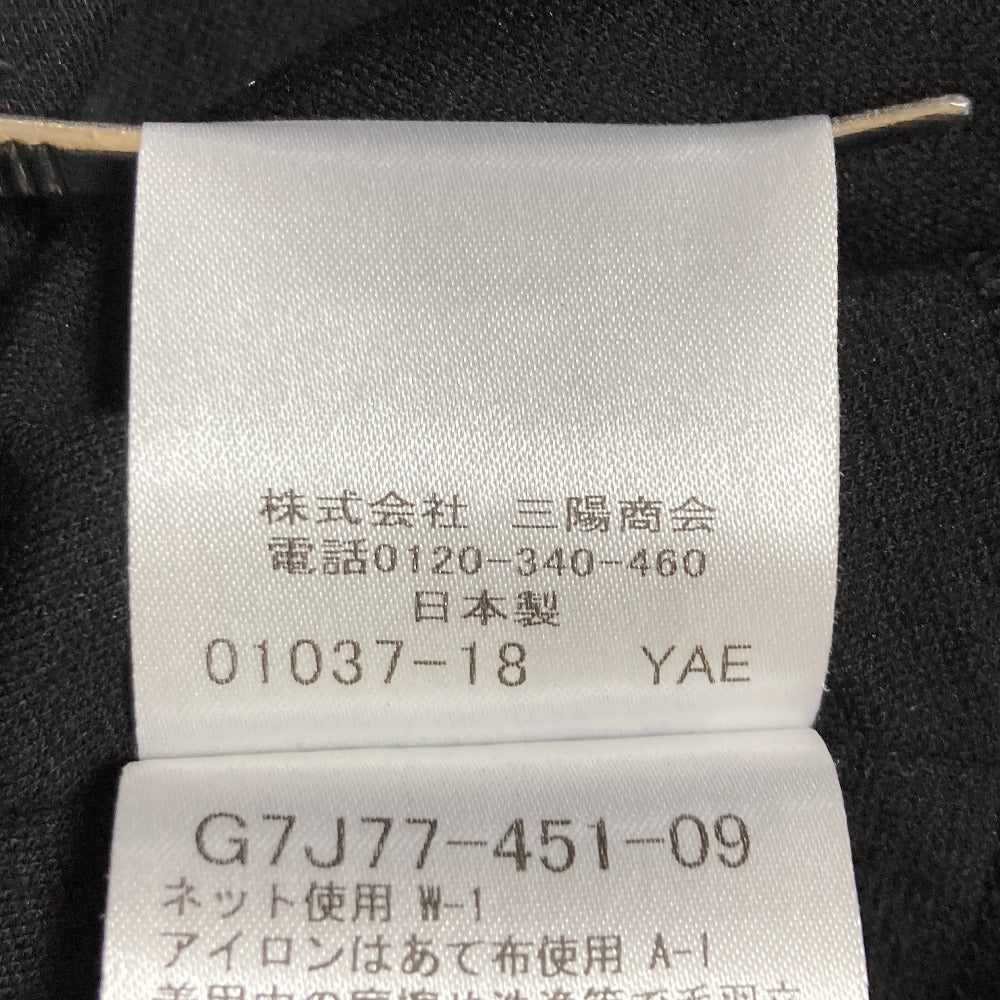 株式会社 三陽商会
電話0120-340-460
日本製
01037-18 YAE
G7J77-451-09
ネット使用 W-1
アイロンはあて布使用 A-1